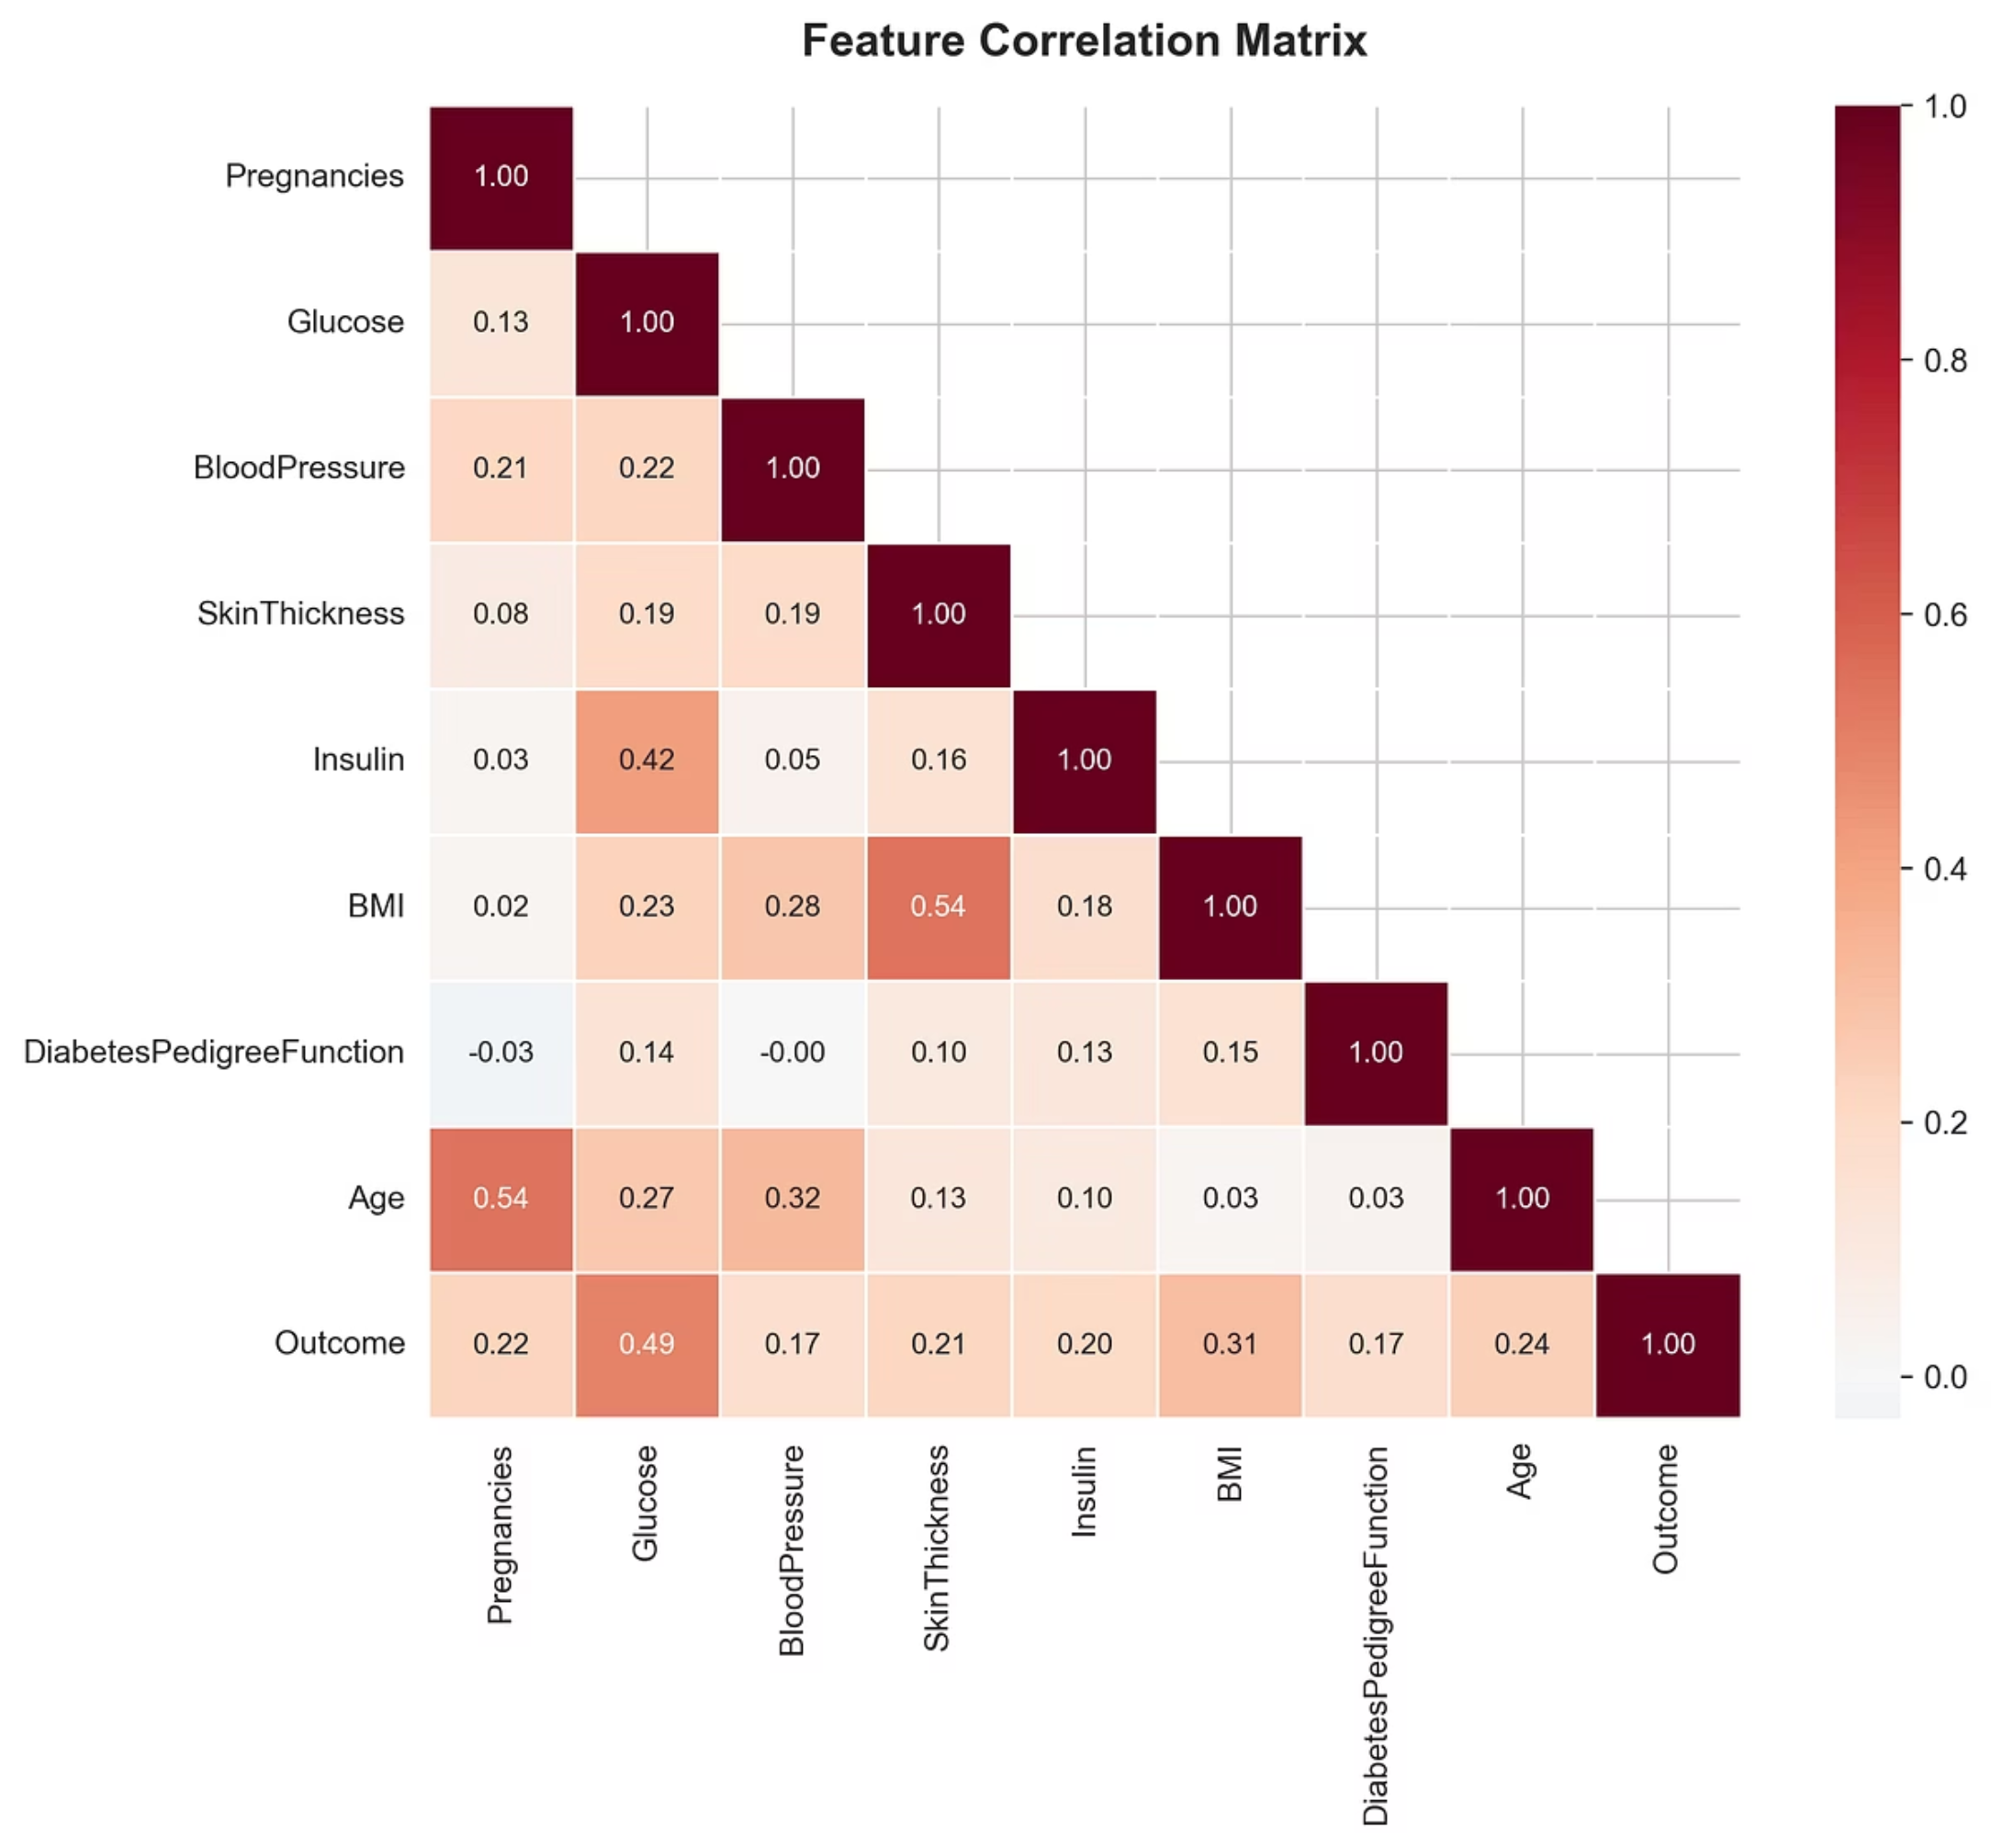 Feature Correlation Matrix
1.0
Pregnancies 1.00
Glucose 0.13 1.00
0.8
BloodPressure 0.21 0.22 1.00
SkinThickness 0.08 0.19 0.19 1.00
0.6
Insulin 0.03 0.42 0.05 0.16 1.00
0.4
BMI 0.02 0.23 0.28 0.54 0.18 1.00
DiabetesPedigreeFunction -0.03 0.14 -0.00 0.10 0.13 0.15 1.00
0.2
Age 0.54 0.27 0.32 0.13 0.10 0.03 0.03 1.00
Outcome 0.22 0.49 0.17 0.21 0.20 0.31 0.17 0.24 1.00
0.0
Pregnancies
Glucose
BloodPressure
SkinThickness
Insulin
BMI
DiabetesPedigreeFunction
Age
Outcome